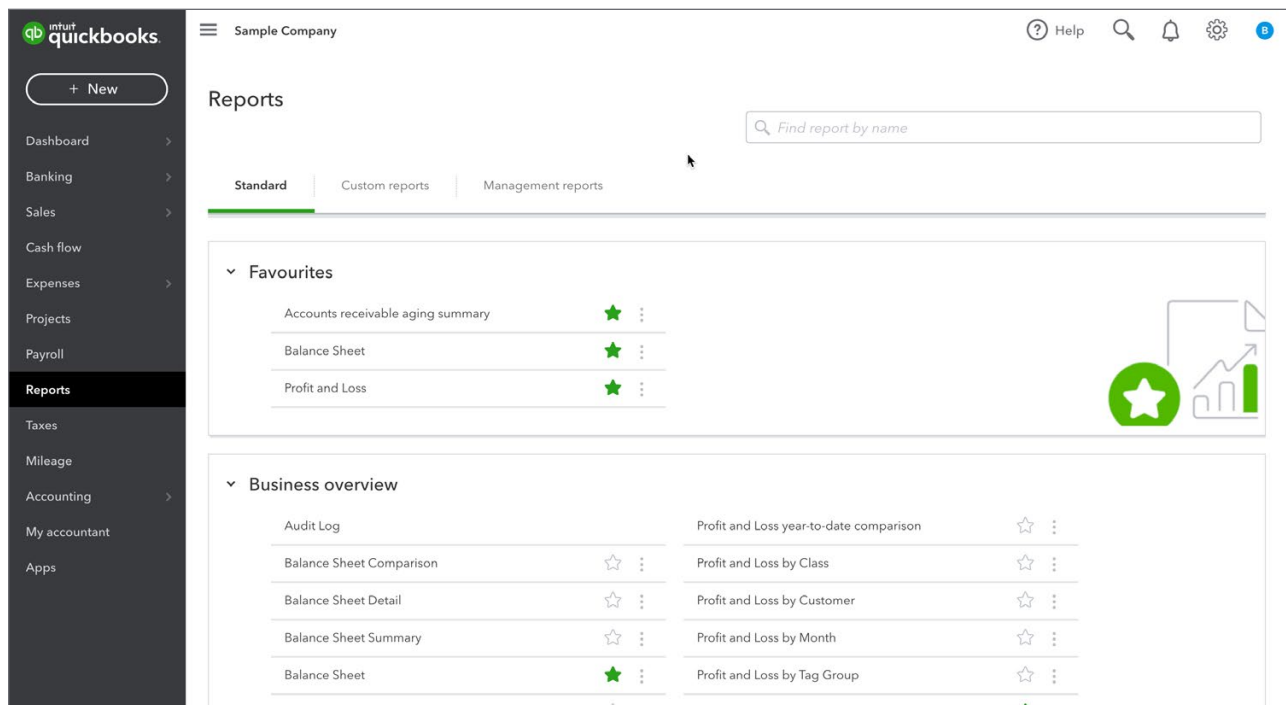 intuit
quickbooks.
Sample Company
Help
B
+ New
Dashboard
Banking
Sales
Cash flow
Expenses
Projects
Payroll
Reports
Taxes
Mileage
Accounting
My accountant
Apps
Reports
Find report by name
Standard
Custom reports
Management reports
Favourites
Accounts receivable aging summary
Balance Sheet
Profit and Loss
Business overview
Audit Log
Balance Sheet Comparison
Balance Sheet Detail
Balance Sheet Summary
Balance Sheet
Profit and Loss year-to-date comparison
Profit and Loss by Class
Profit and Loss by Customer
Profit and Loss by Month
Profit and Loss by Tag Group